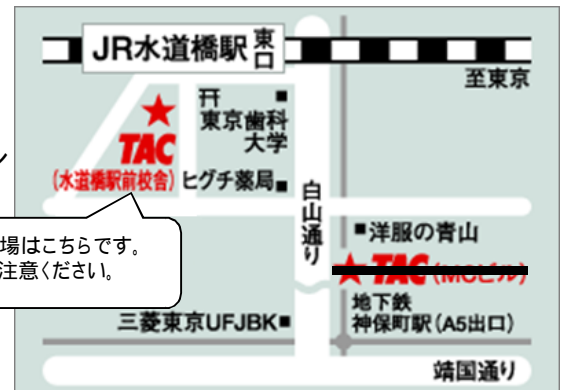 JR水道橋駅
東口
至東京
东京歯科
大学
TAC
(水道橋駅前校舎)
ヒグチ薬局
白山通り
場はこちらです。
注意ください。
洋服の青山
TAC (MCビル)
地下鉄
神保町駅(A5出口)
三菱東京UFJBK
靖国通り